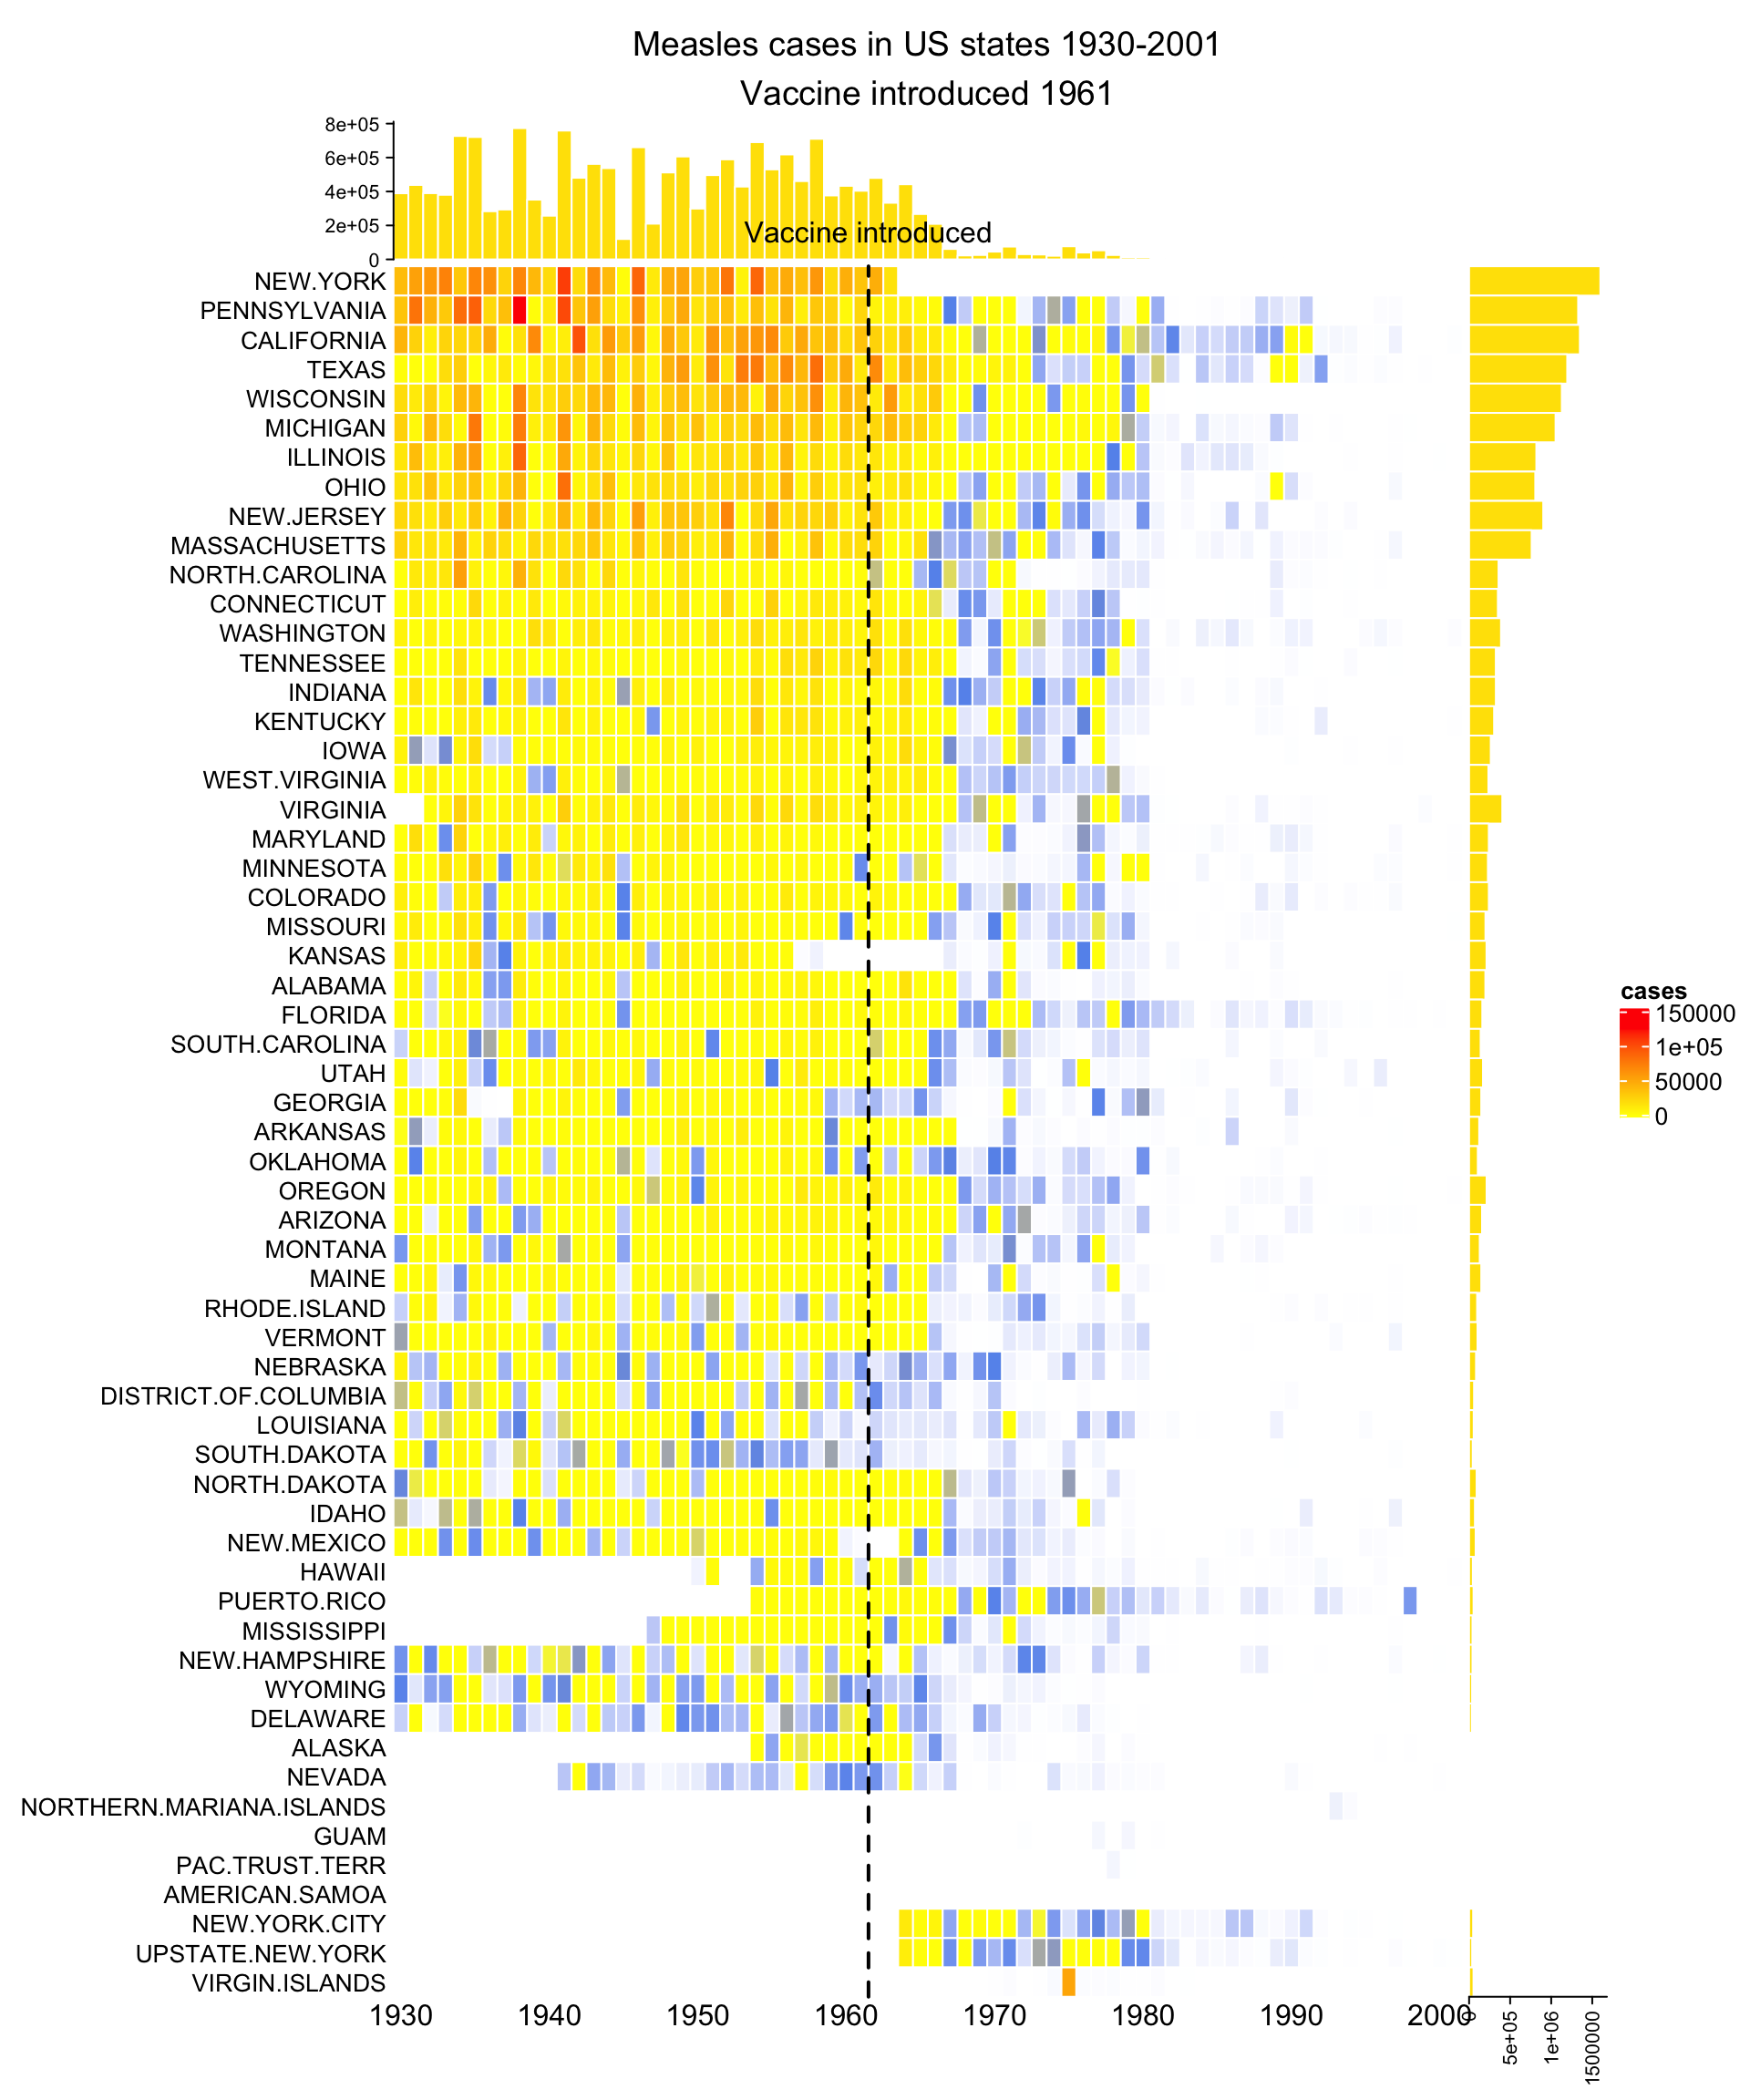 Measles cases in US states 1930-2001
Vaccine introduced 1961
8e+05
6e+05
4e+05
2e+05
0
Vaccine introduced
NEW.YORK
PENNSYLVANIA
CALIFORNIA
TEXAS
WISCONSIN
MICHIGAN
ILLINOIS
OHIO
NEW.JERSEY
MASSACHUSETTS
NORTH.CAROLINA
CONNECTICUT
WASHINGTON
TENNESSEE
INDIANA
KENTUCKY
IOWA
WEST.VIRGINIA
VIRGINIA
MARYLAND
MINNESOTA
COLORADO
MISSOURI
KANSAS
ALABAMA
FLORIDA
SOUTH.CAROLINA
UTAH
GEORGIA
ARKANSAS
OKLAHOMA
OREGON
ARIZONA
MONTANA
MAINE
RHODE.ISLAND
VERMONT
NEBRASKA
DISTRICT.OF.COLUMBIA
LOUISIANA
SOUTH.DAKOTA
NORTH.DAKOTA
IDAHO
NEW.MEXICO
HAWAII
PUERTO.RICO
MISSISSIPPI
NEW.HAMPSHIRE
WYOMING
DELAWARE
ALASKA
NEVADA
NORTHERN.MARIANA.ISLANDS
GUAM
PAC.TRUST.TERR
AMERICAN.SAMOA
NEW.YORK.CITY
UPSTATE.NEW.YORK
VIRGIN.ISLANDS
1930 1940 1950 1960 1970 1980 1990 2000
0 5e+05 1e+06 1500000
cases
150000
1e+05
50000
0